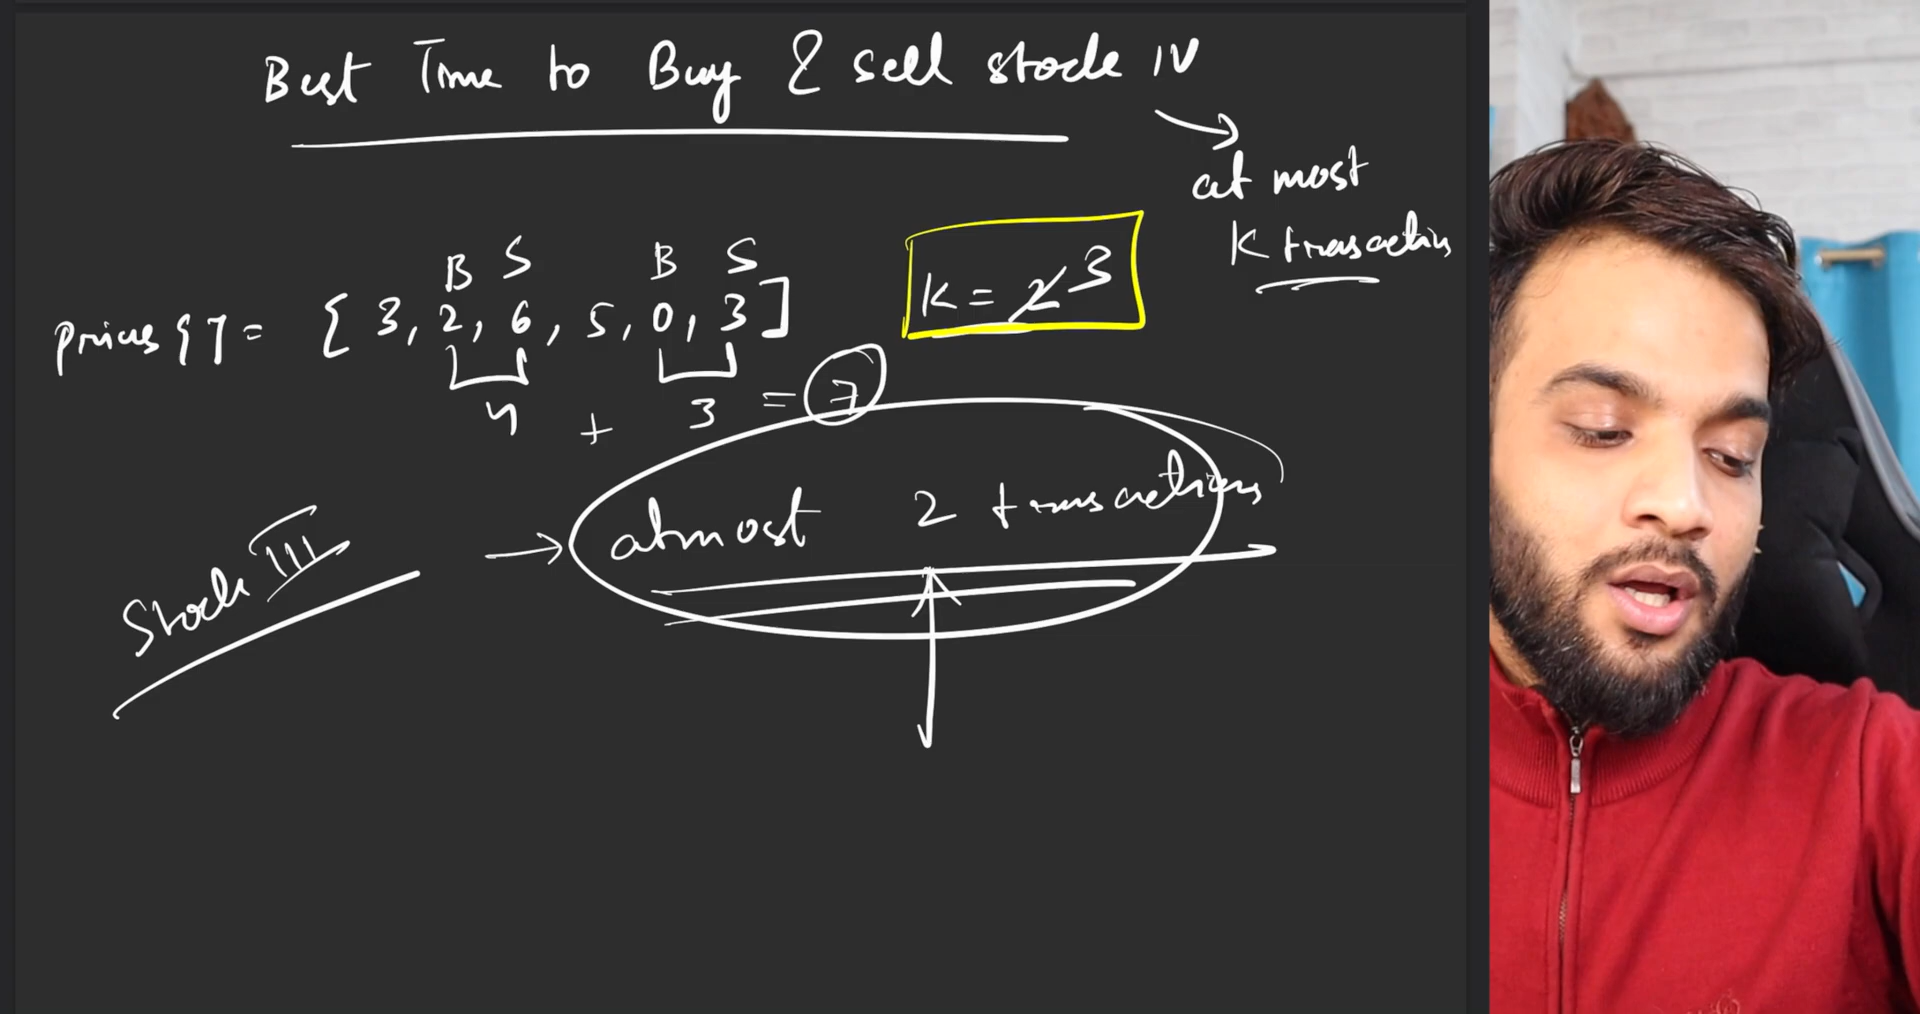 Best Time to Buy & sell stock IV
at most
K transactions
B S B S
prices [] = [ 3, 2, 6, 5, 0, 3 ]
K = 2 3
4 + 3 = 7
atmost 2 transactions
Stock III